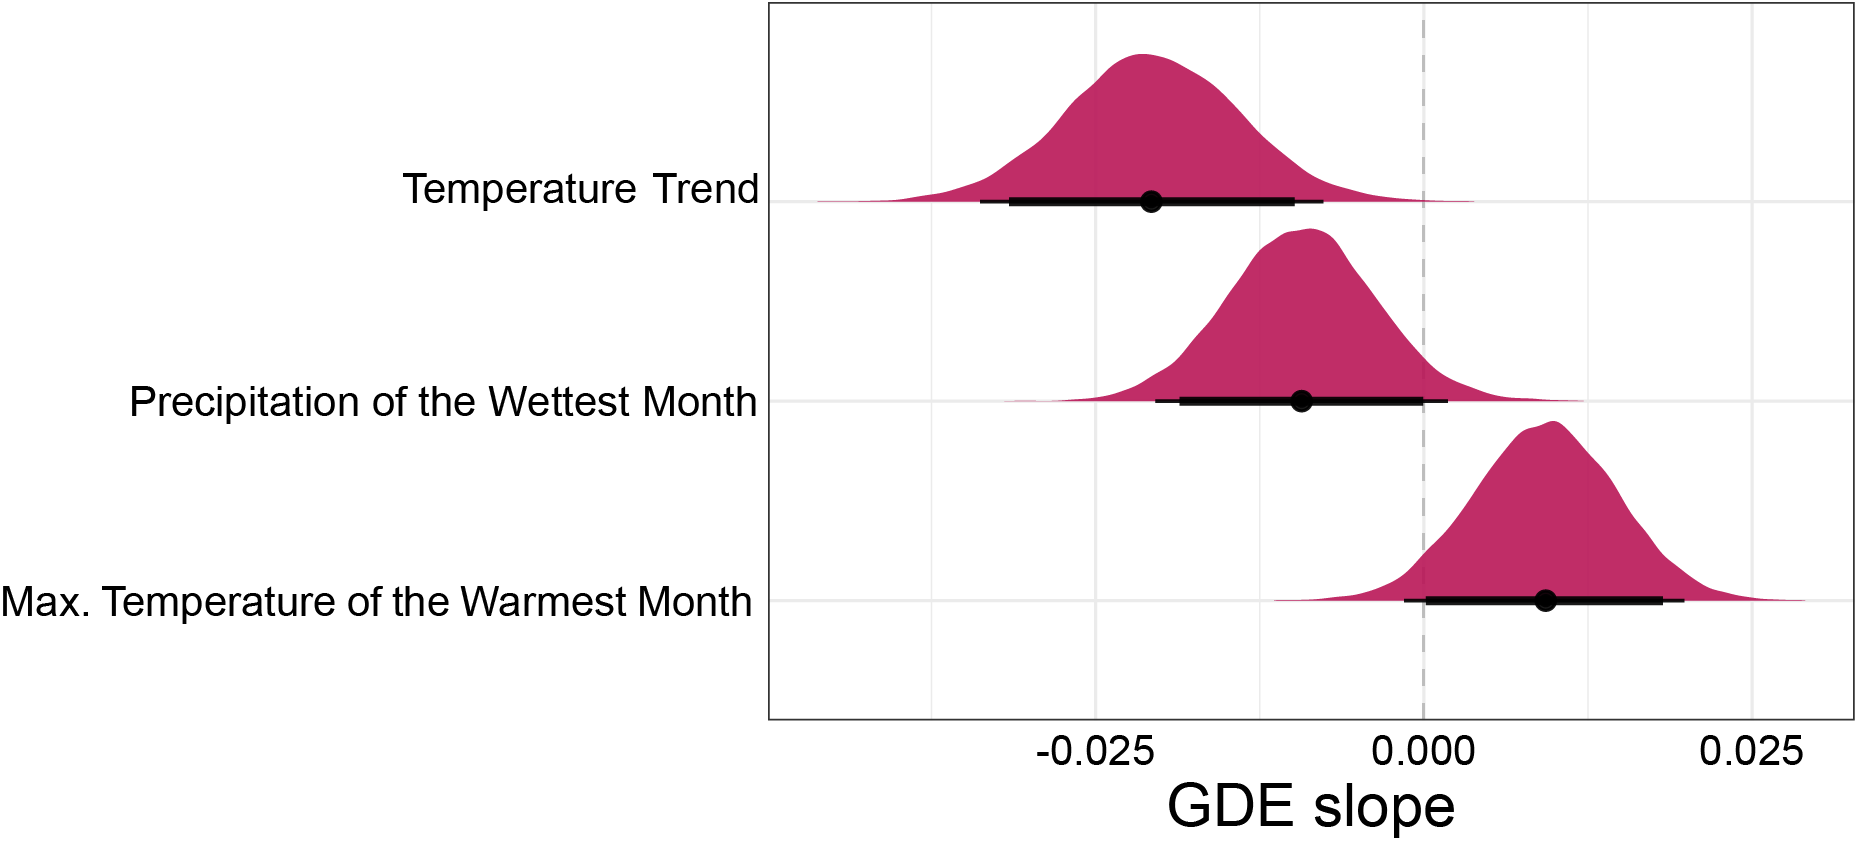 Temperature Trend
Precipitation of the Wettest Month
Max. Temperature of the Warmest Month
-0.025 0.000 0.025
GDE slope